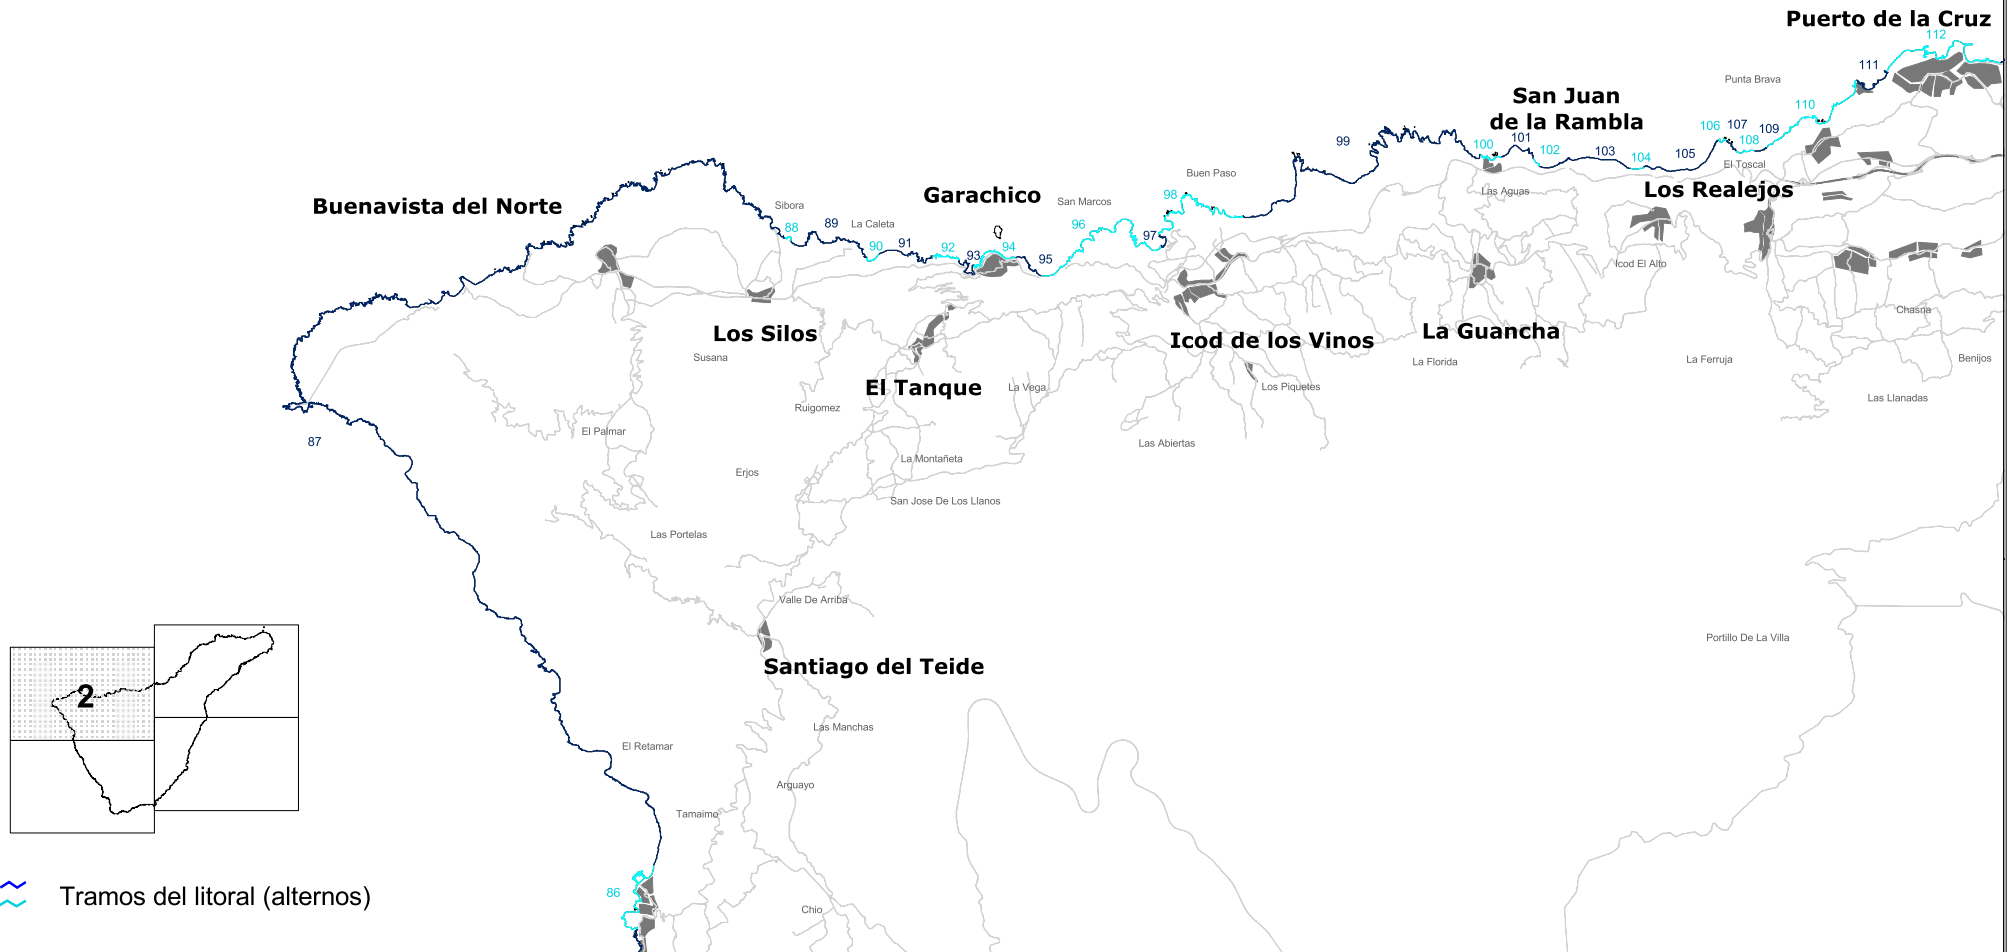 Puerto de la Cruz
112
111
Punta Brava
San Juan
de la Rambla
110
106
107
109
108
99
100
101
102
103
104
105
El Toscal
Buen Paso
Las Aguas
Los Realejos
Buenavista del Norte
Garachico
Sibora
88
89
La Caleta
San Marcos
98
96
97
90
91
92
93
94
95
Icod El Alto
Chasna
Los Silos
Icod de los Vinos
La Guancha
Susana
La Florida
La Ferruja
Benijos
El Tanque
La Vega
Los Piquetes
Las Llanadas
Ruigomez
87
El Palmar
Las Abiertas
La Montañeta
Erjos
San Jose De Los Llanos
Las Portelas
Valle De Arriba
Portillo De La Villa
Santiago del Teide
2
Las Manchas
El Retamar
Arguayo
Tamaimo
86
Tramos del litoral (alternos)
Chio